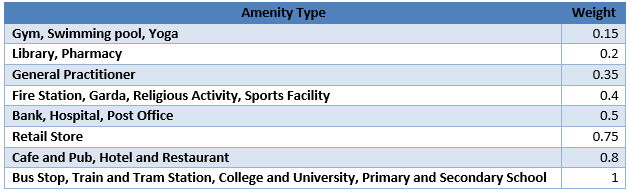 Amenity Type Weight
Gym, Swimming pool, Yoga 0.15
Library, Pharmacy 0.2
General Practitioner 0.35
Fire Station, Garda, Religious Activity, Sports Facility 0.4
Bank, Hospital, Post Office 0.5
Retail Store 0.75
Cafe and Pub, Hotel and Restaurant 0.8
Bus Stop, Train and Tram Station, College and University, Primary and Secondary School 1